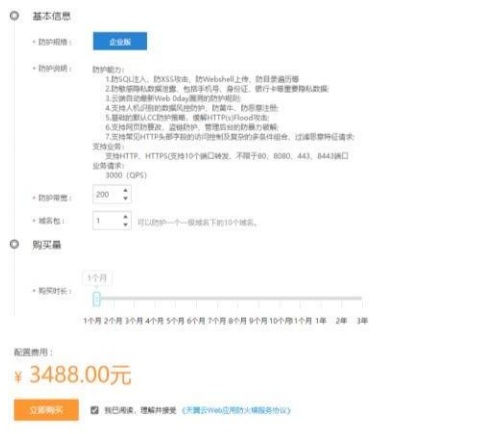 基本信息
* 防护规格： 企业版
* 防护说明： 防护能力：
1.防SQL注入、防XSS攻击、防Webshell上传、防目录遍历等
2.防敏感隐私数据泄露，包括手机号、身份证、银行卡等重要隐私数据;
3.云端自动最新Web 0day漏洞的防护规则;
4.支持人机识别的数据风控防护、防黄牛、防恶意注册;
5.基础的默认CC防护策略，缓解HTTP(s)Flood攻击;
6.支持网页防篡改、盗链防护、管理后台的防暴力破解;
7.支持常见HTTP头部字段的访问控制及复杂的多条件组合，过滤恶意特征请求;
支持业务：
支持HTTP、HTTPS(支持10个端口转发，不限于80、8080、443、8443端口
业务请求：
3000（QPS）
* 防护带宽： 200
* 域名包： 1 可以防护一个一级域名下的10个域名。
购买量
1个月
* 购买时长：
1个月 2个月 3个月 4个月 5个月 6个月 7个月 8个月 9个月 10个月 11个月 1年 2年 3年
配置费用：
¥ 3488.00元
立即购买 我已阅读、理解并接受 《天翼云Web应用防火墙服务协议》